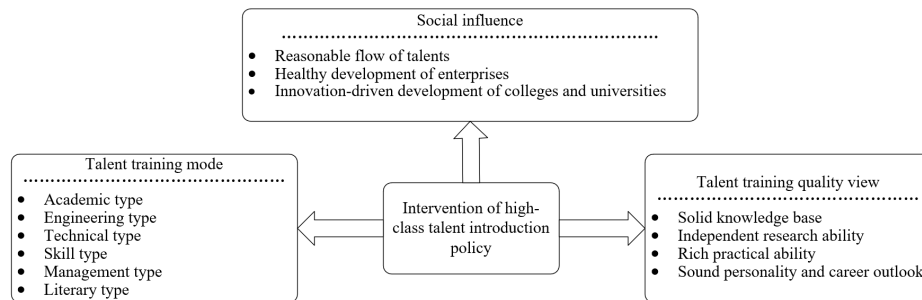 Social influence
Reasonable flow of talents
Healthy development of enterprises
Innovation-driven development of colleges and universities
Talent training mode
Academic type
Engineering type
Technical type
Skill type
Management type
Literary type
Intervention of high-
class talent introduction
policy
Talent training quality view
Solid knowledge base
Independent research ability
Rich practical ability
Sound personality and career outlook